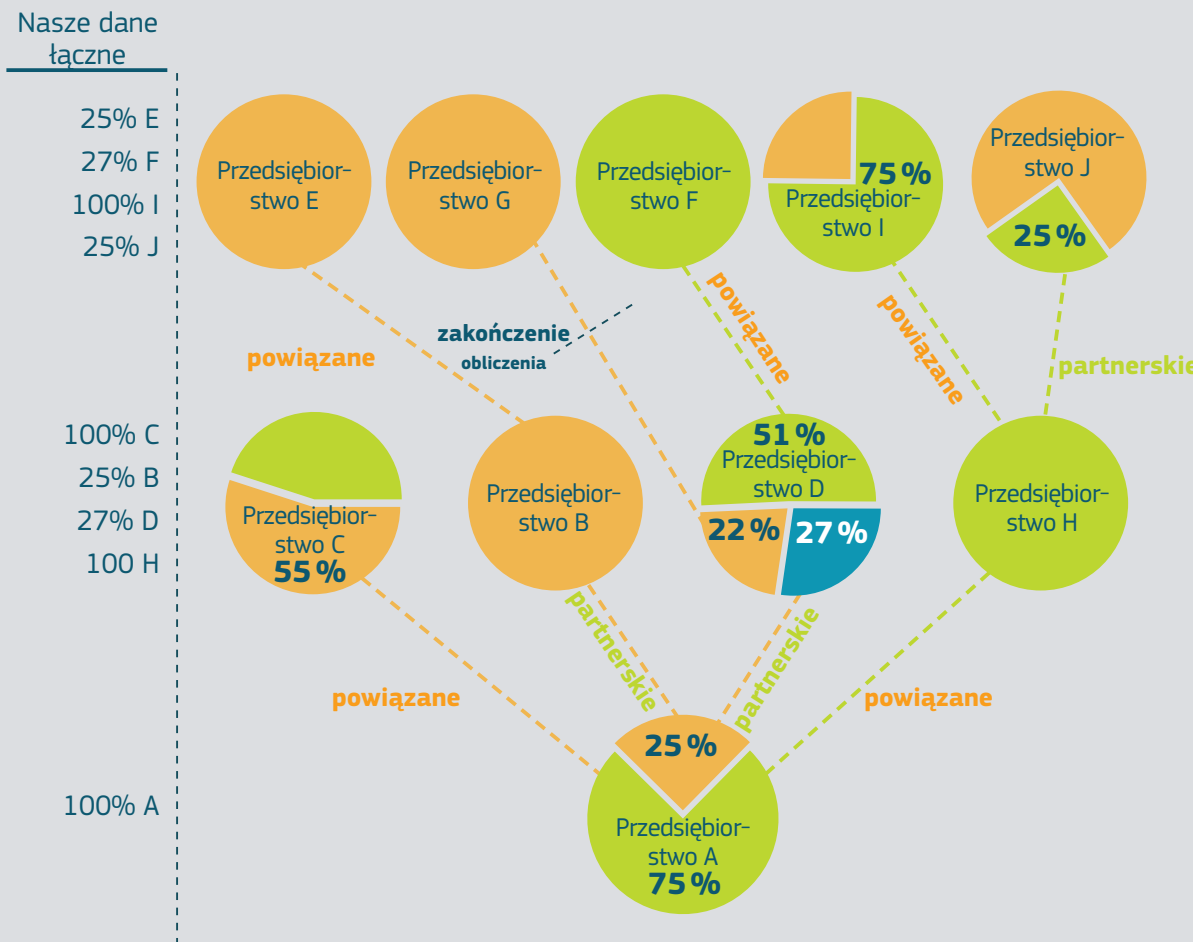 Nasze dane
łączne
25% E
27% F
100% I
25% J
Przedsiębior-
stwo E
Przedsiębior-
stwo G
Przedsiębior-
stwo F
75 %
Przedsiębior-
stwo I
Przedsiębior-
stwo J
25 %
powiązane
zakończenie
obliczenia
powiązane
powiązane
partnerskie
100% C
25% B
27% D
100 H
Przedsiębior-
stwo C
55 %
Przedsiębior-
stwo B
51 %
Przedsiębior-
stwo D
22 %
27 %
Przedsiębior-
stwo H
powiązane
partnerskie
partnerskie
powiązane
100% A
25 %
Przedsiębior-
stwo A
75 %